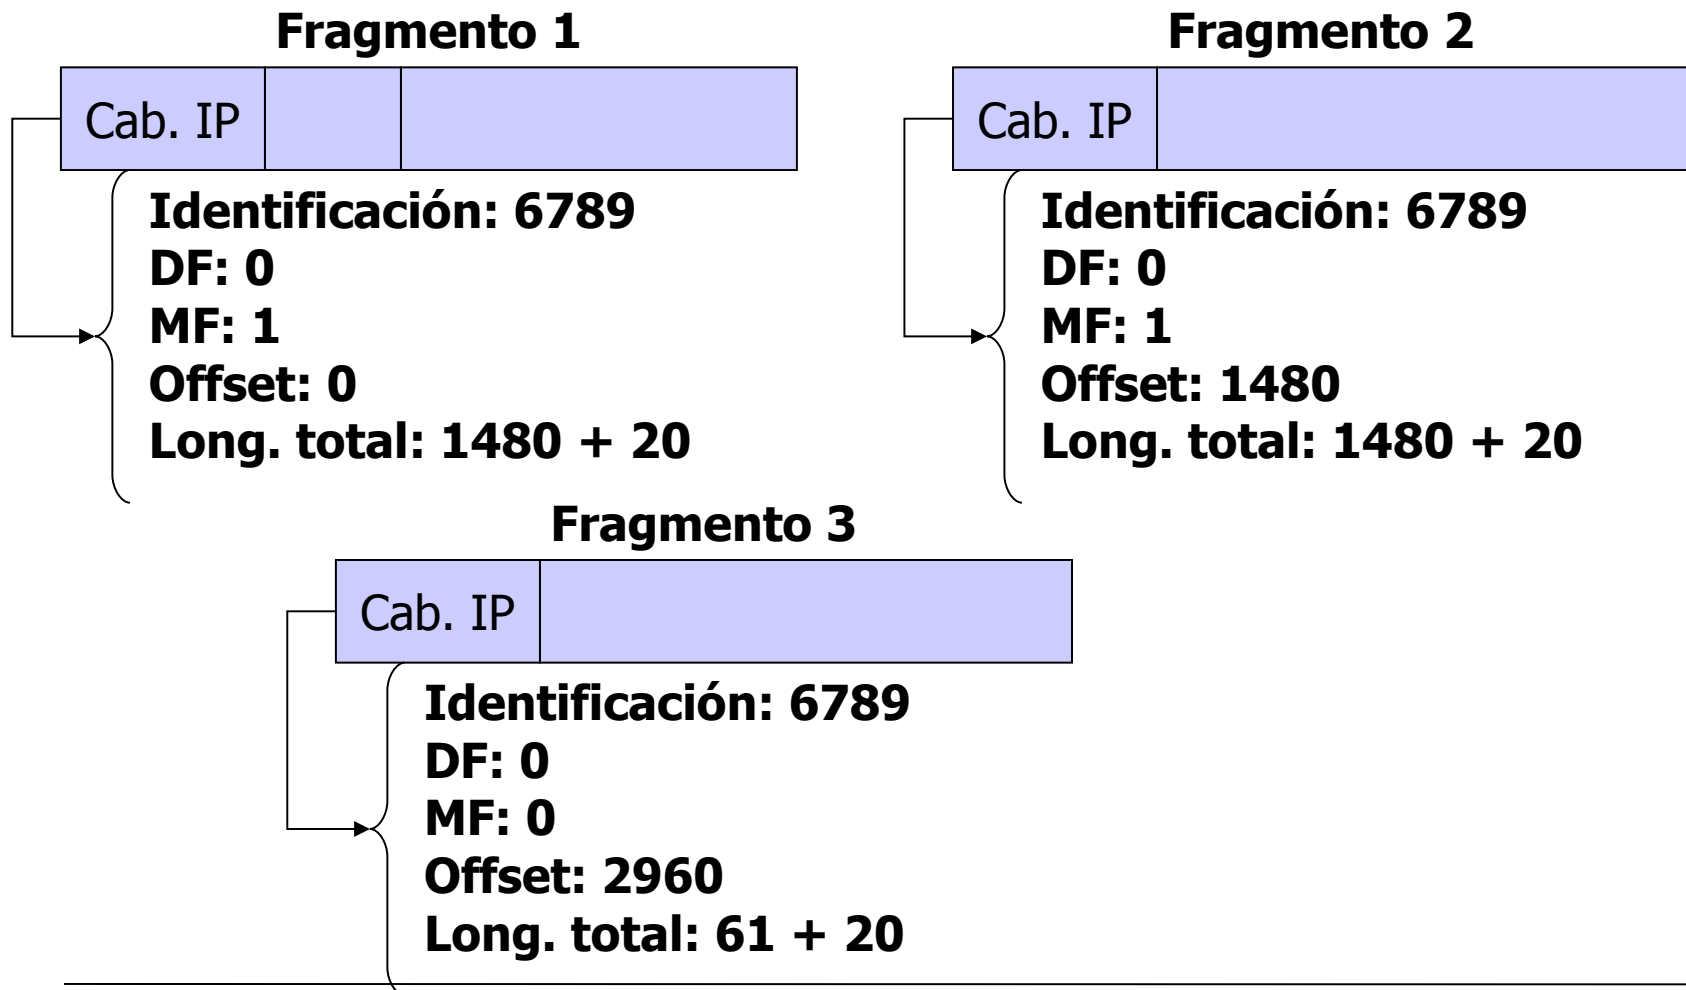 Fragmento 1
Cab. IP
Identificación: 6789
DF: 0
MF: 1
Offset: 0
Long. total: 1480 + 20
Fragmento 2
Cab. IP
Identificación: 6789
DF: 0
MF: 1
Offset: 1480
Long. total: 1480 + 20
Fragmento 3
Cab. IP
Identificación: 6789
DF: 0
MF: 0
Offset: 2960
Long. total: 61 + 20